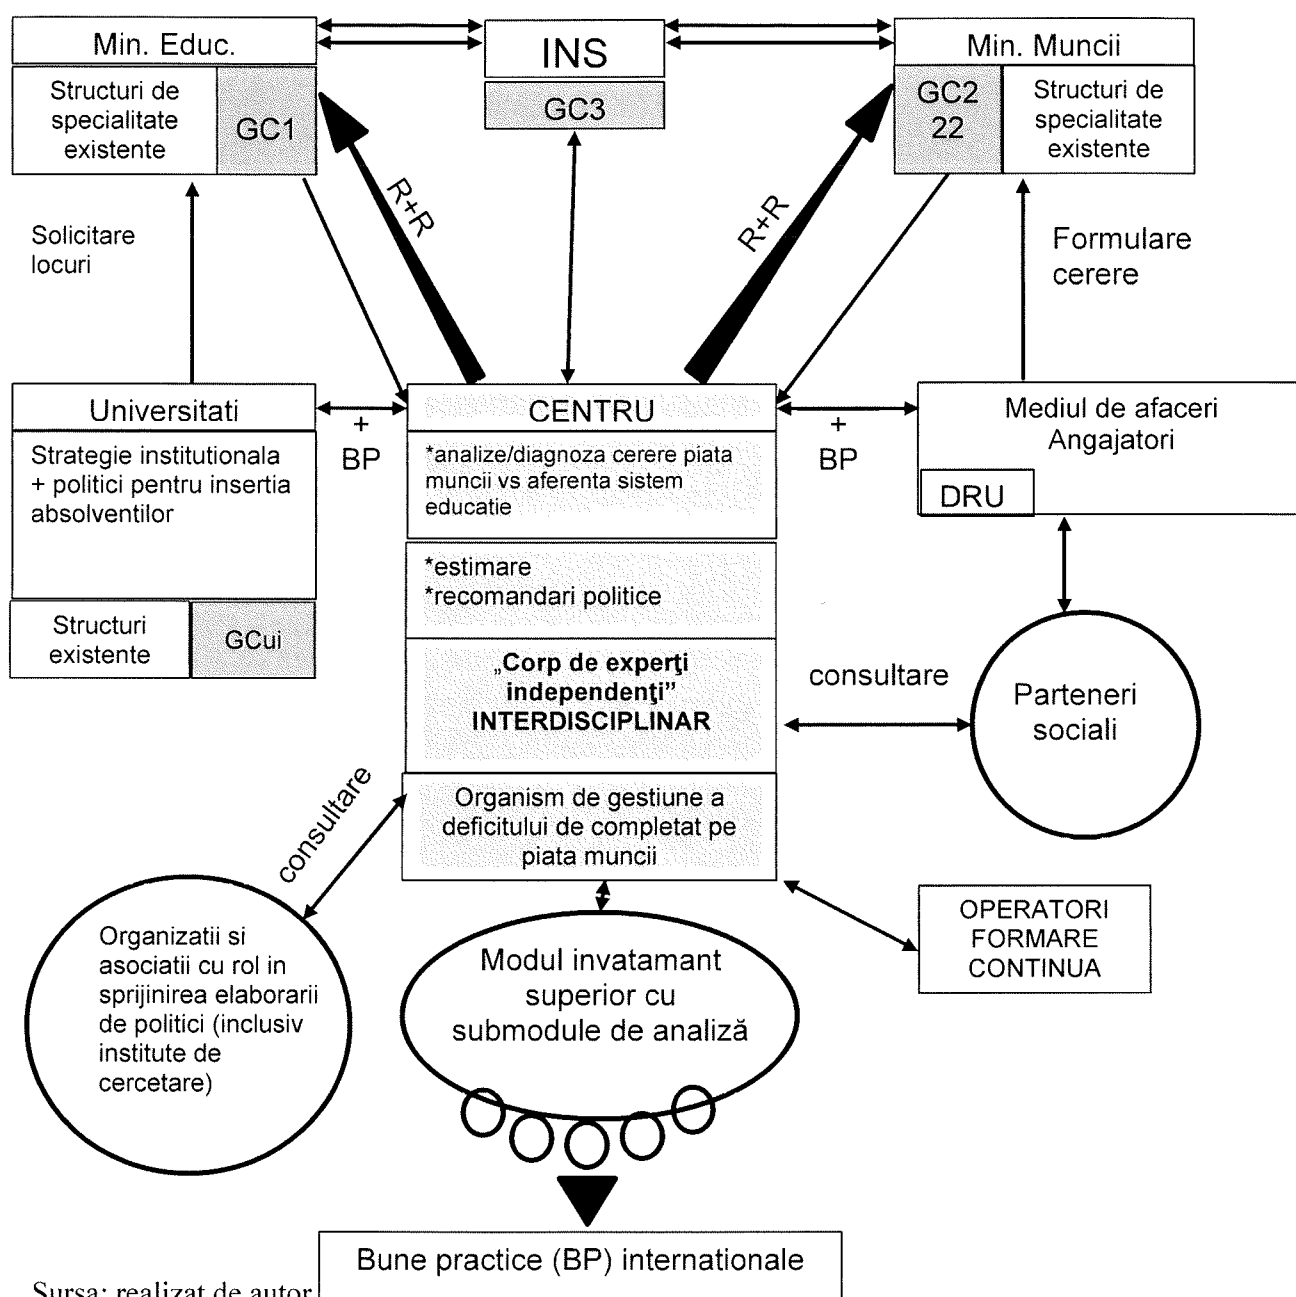 Min. Educ.
INS
Min. Muncii
Structuri de
specialitate
existente
GC1
GC3
GC2
22
Structuri de
specialitate
existente
R+R
R+R
Solicitare
locuri
Formulare
cerere
Universitati
+
BP
CENTRU
+
BP
Mediul de afaceri
Angajatori
DRU
Strategie institutionala
+ politici pentru insertia
absolventilor
*analize/diagnoza cerere piata
muncii vs aferenta sistem
educatie
*estimare
*recomandari politice
Structuri
existente
GCui
„Corp de experţi
independenţi”
INTERDISCIPLINAR
consultare
Parteneri
sociali
consultare
Organism de gestiune a
deficitului de completat pe
piata muncii
OPERATORI
FORMARE
CONTINUA
Organizatii si
asociatii cu rol in
sprijinirea elaborarii
de politici (inclusiv
institute de
cercetare)
Modul invatamant
superior cu
submodule de analiză
Bune practice (BP) internationale
Sursa: realizat de autor